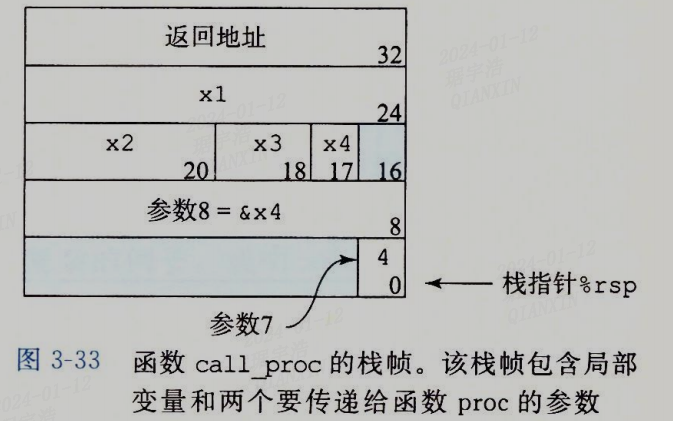 返回地址
32
x1
24
x2 x3 x4
20 18 17 16
参数8 = &x4
8
4
0 栈指针%rsp
参数7
图 3-33 函数 call_proc 的栈帧。该栈帧包含局部
变量和两个要传递给函数 proc 的参数
2024-01-12
QIANXIN